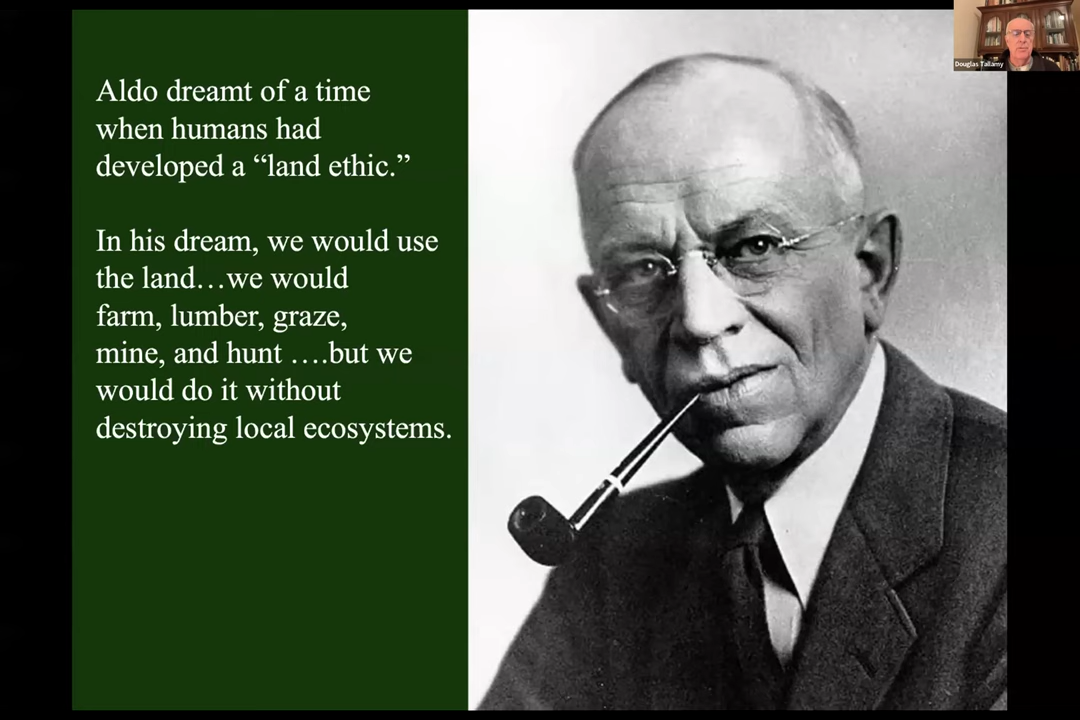 Aldo dreamt of a time
when humans had
developed a “land ethic.”
In his dream, we would use
the land…we would
farm, lumber, graze,
mine, and hunt ….but we
would do it without
destroying local ecosystems.
Douglas Tallamy